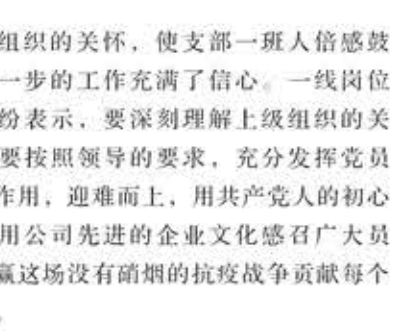 组织的关怀，使支部一班人倍感鼓
一步的工作充满了信心。一线岗位
纷表示，要深刻理解上级组织的关
要按照领导的要求，充分发挥党员
作用，迎难而上，用共产党人的初心
用公司先进的企业文化感召广大员
赢这场没有硝烟的抗疫战争贡献每个